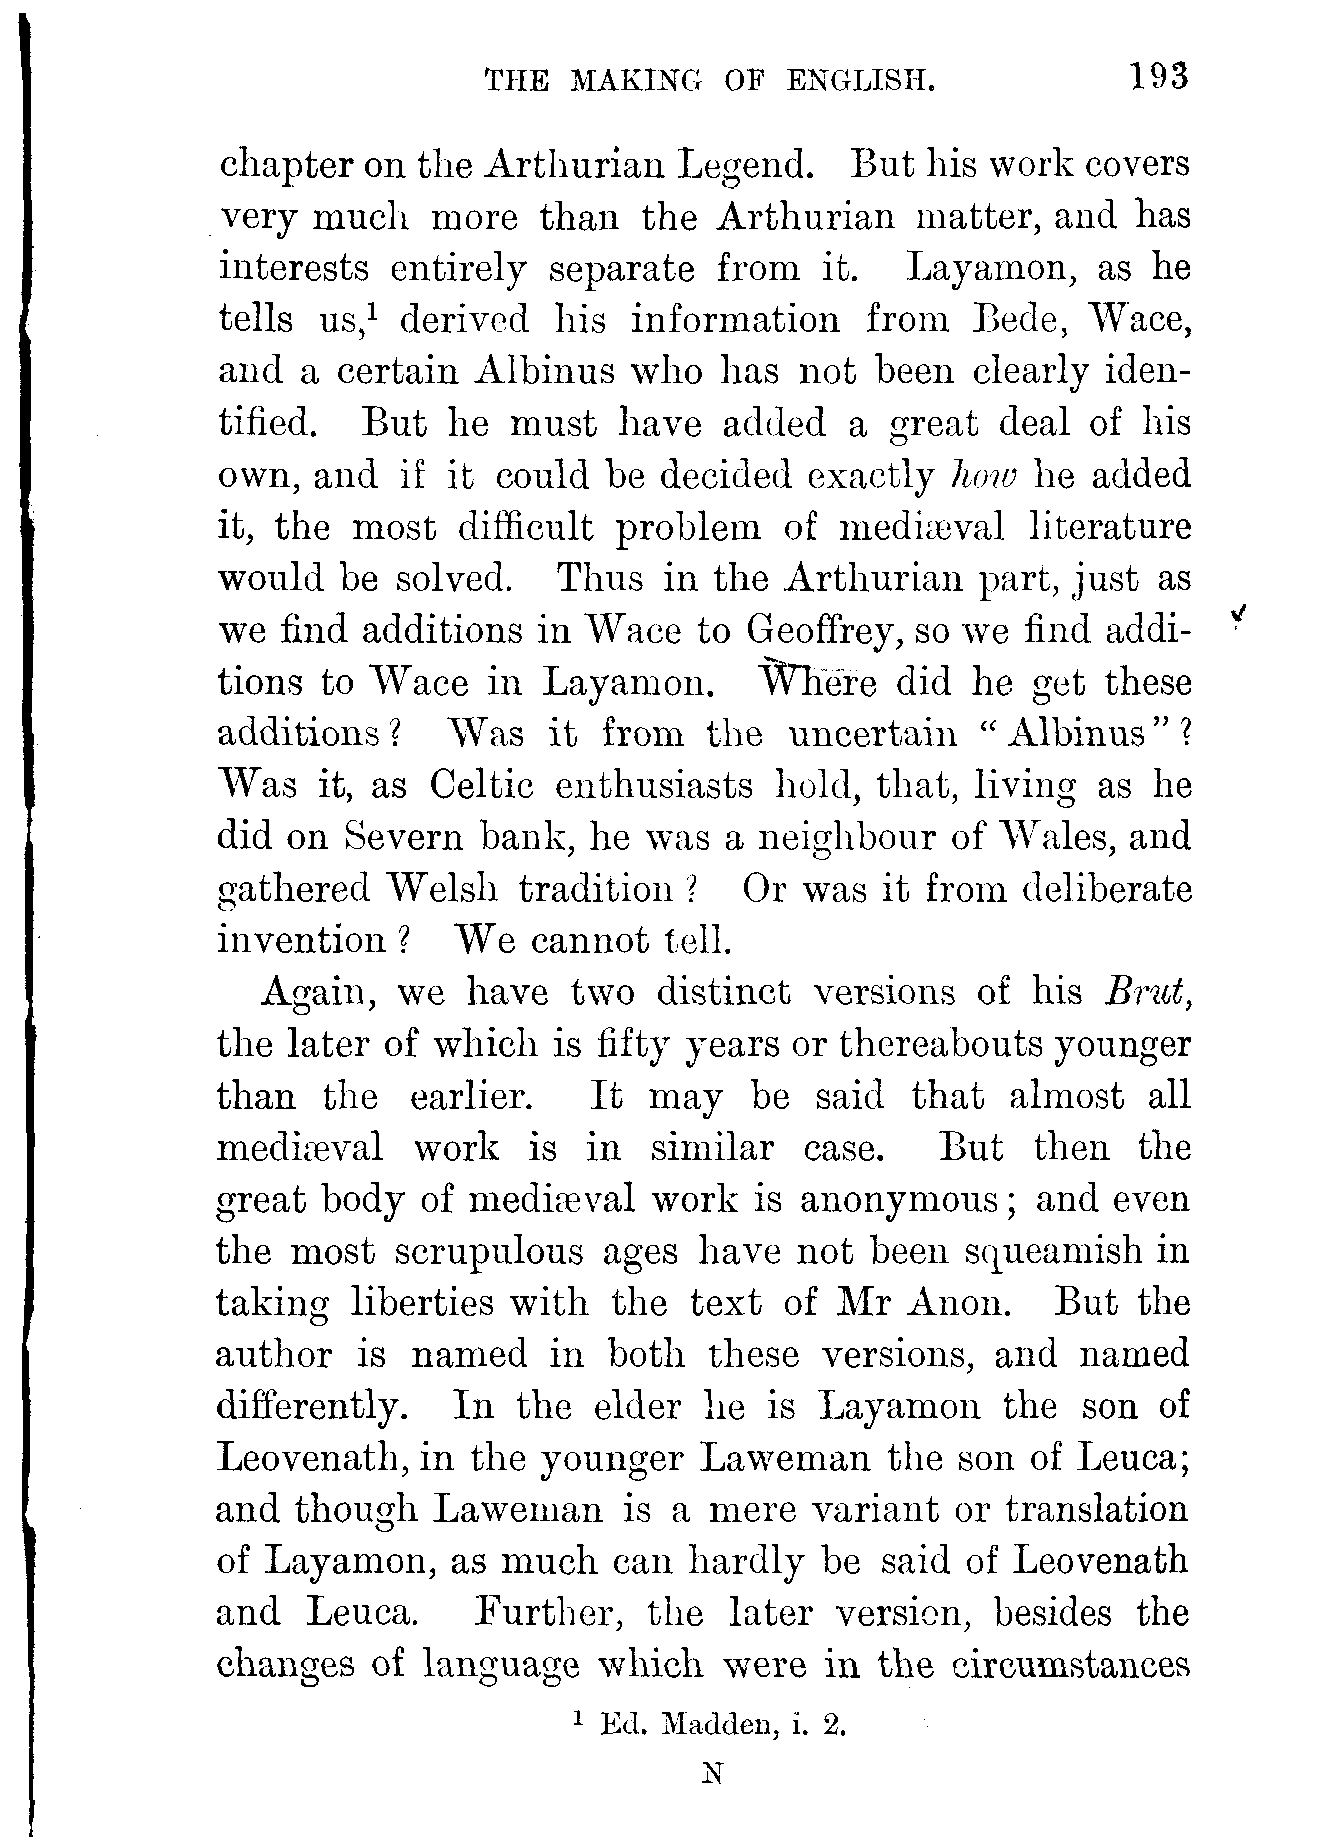 THE MAKING OF ENGLISH. 193
chapter on the Arthurian Legend. But his work covers
very much more than the Arthurian matter, and has
interests entirely separate from it. Layamon, as he
tells us,¹ derived his information from Bede, Wace,
and a certain Albinus who has not been clearly iden-
tified. But he must have added a great deal of his
own, and if it could be decided exactly how he added
it, the most difficult problem of mediæval literature
would be solved. Thus in the Arthurian part, just as
we find additions in Wace to Geoffrey, so we find addi-
tions to Wace in Layamon. Where did he get these
additions? Was it from the uncertain “Albinus”?
Was it, as Celtic enthusiasts hold, that, living as he
did on Severn bank, he was a neighbour of Wales, and
gathered Welsh tradition? Or was it from deliberate
invention? We cannot tell.
Again, we have two distinct versions of his Brut,
the later of which is fifty years or thereabouts younger
than the earlier. It may be said that almost all
mediæval work is in similar case. But then the
great body of mediæval work is anonymous; and even
the most scrupulous ages have not been squeamish in
taking liberties with the text of Mr Anon. But the
author is named in both these versions, and named
differently. In the elder he is Layamon the son of
Leovenath, in the younger Laweman the son of Leuca;
and though Laweman is a mere variant or translation
of Layamon, as much can hardly be said of Leovenath
and Leuca. Further, the later version, besides the
changes of language which were in the circumstances
¹ Ed. Madden, i. 2.
N